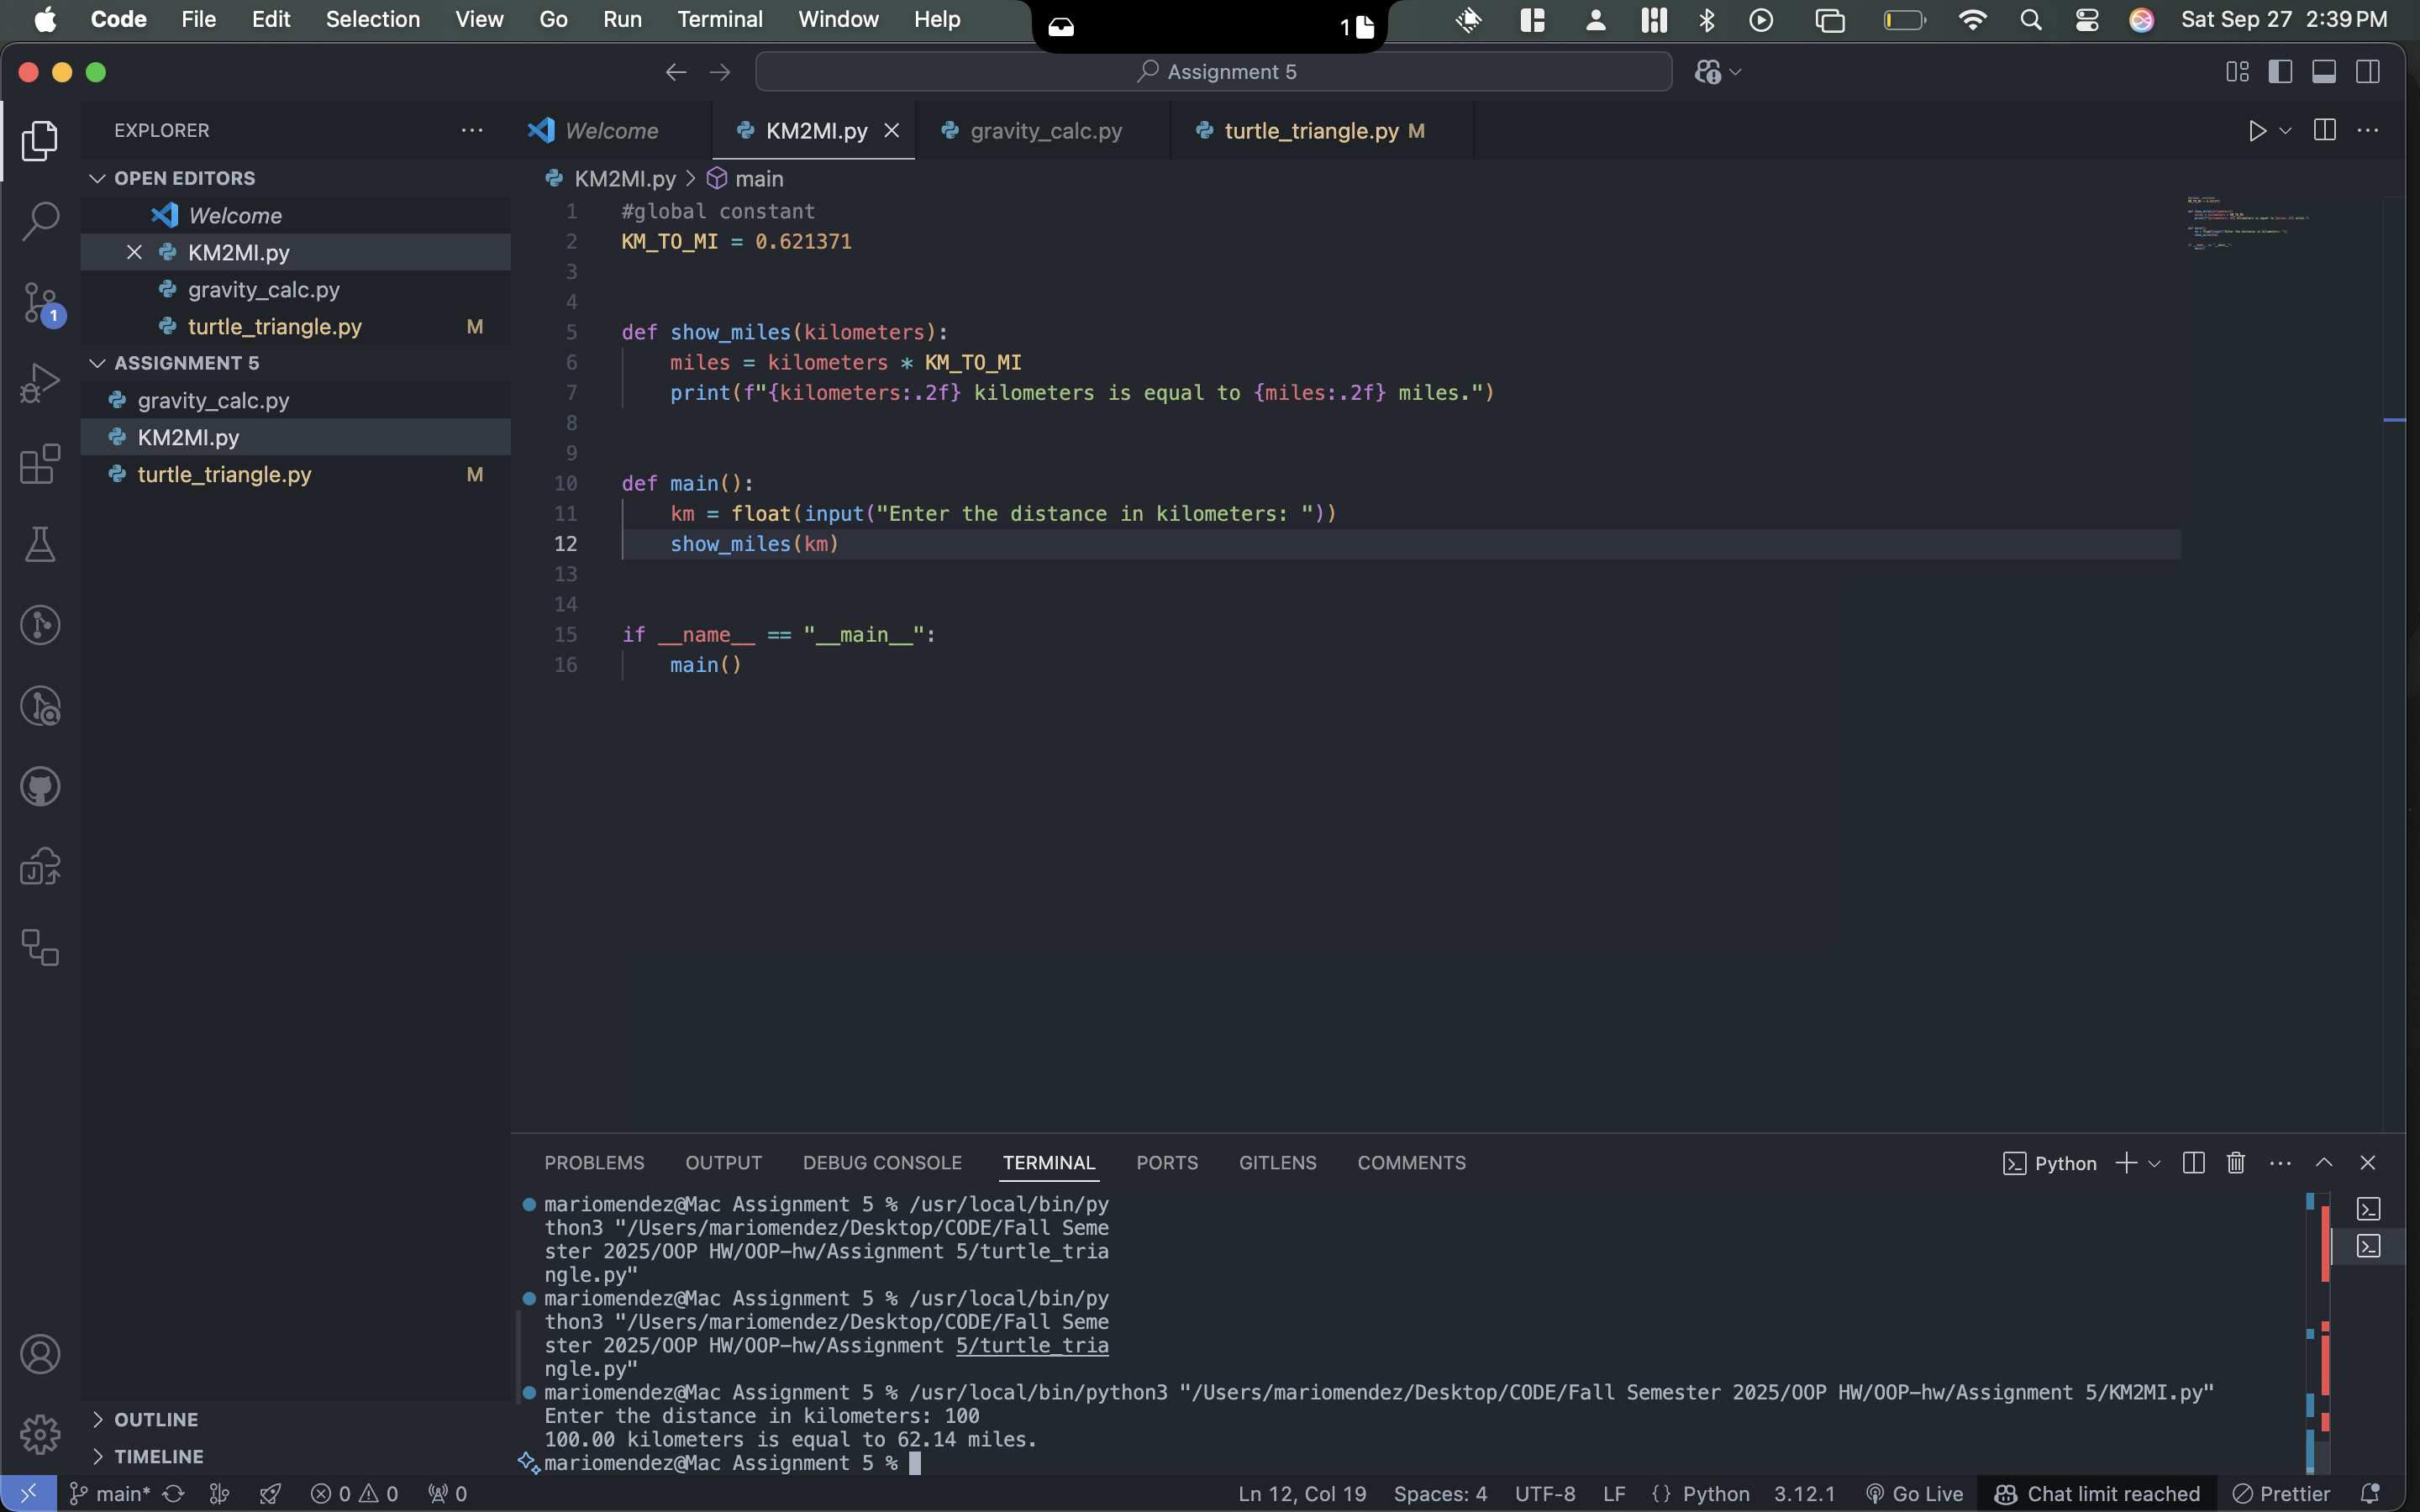 Code File Edit Selection View Go Run Terminal Window Help 1 Sat Sep 27 2:39 PM
Assignment 5
EXPLORER
OPEN EDITORS
Welcome
KM2MI.py
gravity_calc.py
turtle_triangle.py M
ASSIGNMENT 5
gravity_calc.py
KM2MI.py
turtle_triangle.py M
1
OUTLINE
TIMELINE
Welcome KM2MI.py gravity_calc.py turtle_triangle.py M
KM2MI.py > main
1 #global constant
2 KM_TO_MI = 0.621371
3
4
5 def show_miles(kilometers):
6 miles = kilometers * KM_TO_MI
7 print(f"{kilometers:.2f} kilometers is equal to {miles:.2f} miles.")
8
9
10 def main():
11 km = float(input("Enter the distance in kilometers: "))
12 show_miles(km)
13
14
15 if __name__ == "__main__":
16 main()
PROBLEMS OUTPUT DEBUG CONSOLE TERMINAL PORTS GITLENS COMMENTS Python
mariomendez@Mac Assignment 5 % /usr/local/bin/py
thon3 "/Users/mariomendez/Desktop/CODE/Fall Seme
ster 2025/OOP HW/OOP-hw/Assignment 5/turtle_tria
ngle.py"
mariomendez@Mac Assignment 5 % /usr/local/bin/py
thon3 "/Users/mariomendez/Desktop/CODE/Fall Seme
ster 2025/OOP HW/OOP-hw/Assignment 5/turtle_tria
ngle.py"
mariomendez@Mac Assignment 5 % /usr/local/bin/python3 "/Users/mariomendez/Desktop/CODE/Fall Semester 2025/OOP HW/OOP-hw/Assignment 5/KM2MI.py"
Enter the distance in kilometers: 100
100.00 kilometers is equal to 62.14 miles.
mariomendez@Mac Assignment 5 %
main* 0 0 0 Ln 12, Col 19 Spaces: 4 UTF-8 LF {} Python 3.12.1 Go Live Chat limit reached Prettier